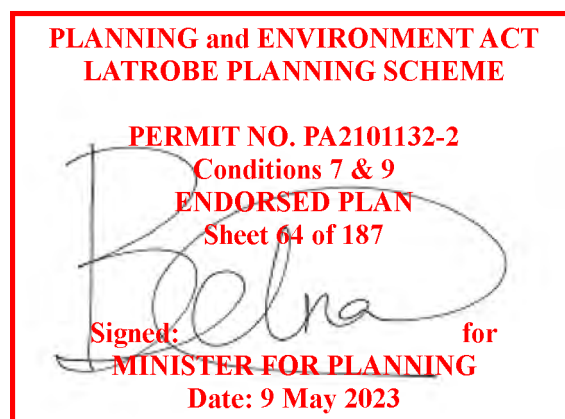 PLANNING and ENVIRONMENT ACT
LATROBE PLANNING SCHEME
PERMIT NO. PA2101132-2
Conditions 7 & 9
ENDORSED PLAN
Sheet 64 of 187
Signed: for
MINISTER FOR PLANNING
Date: 9 May 2023